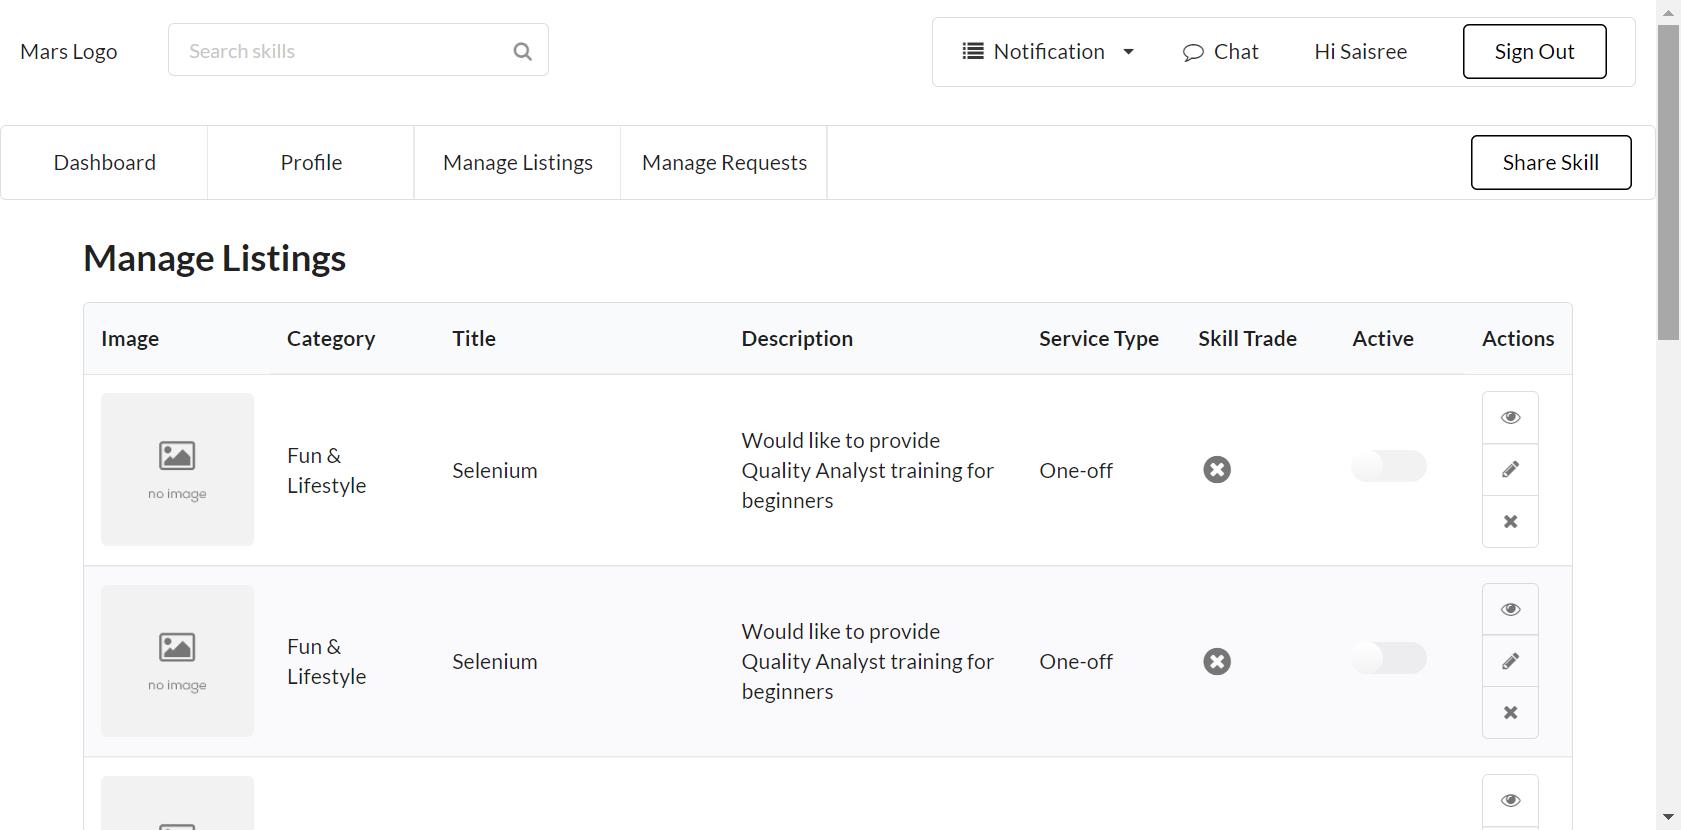 Mars Logo
Search skills
Notification
Chat
Hi Saisree
Sign Out
Dashboard
Profile
Manage Listings
Manage Requests
Share Skill
Manage Listings
Image
Category
Title
Description
Service Type
Skill Trade
Active
Actions
no image
Fun &
Lifestyle
Selenium
Would like to provide
Quality Analyst training for
beginners
One-off
no image
Fun &
Lifestyle
Selenium
Would like to provide
Quality Analyst training for
beginners
One-off